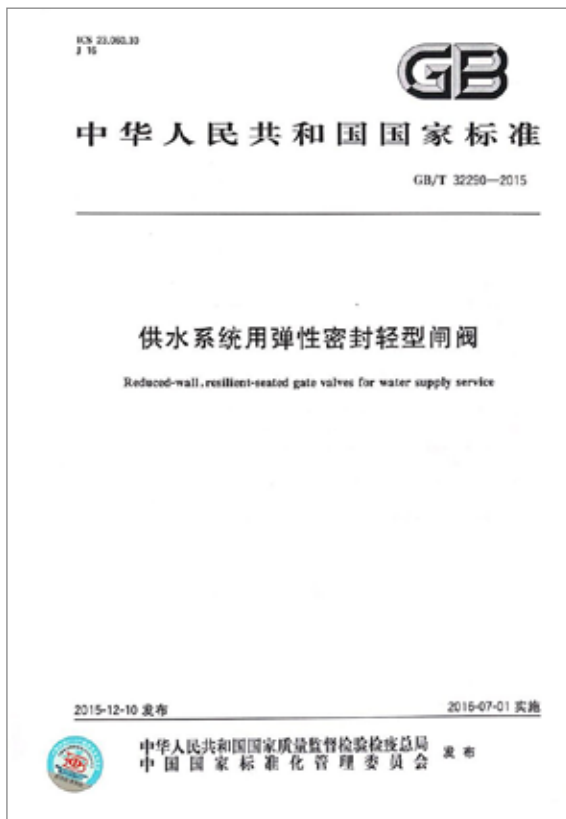 ICS 23.060.30
J 16
GB
中华人民共和国国家标准
GB/T 32290—2015
供水系统用弹性密封轻型闸阀
Reduced-wall, resilient-seated gate valves for water supply service
2015-12-10 发布
2016-07-01 实施
中华人民共和国国家质量监督检验检疫总局
中国国家标准化管理委员会
发布